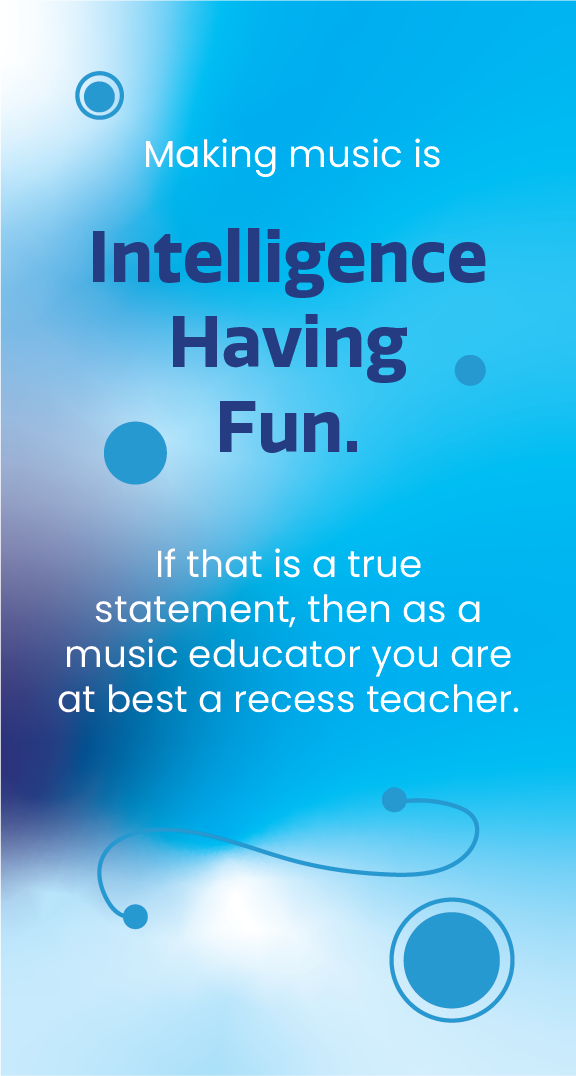 Making music is
Intelligence
Having
Fun.
If that is a true
statement, then as a
music educator you are
at best a recess teacher.